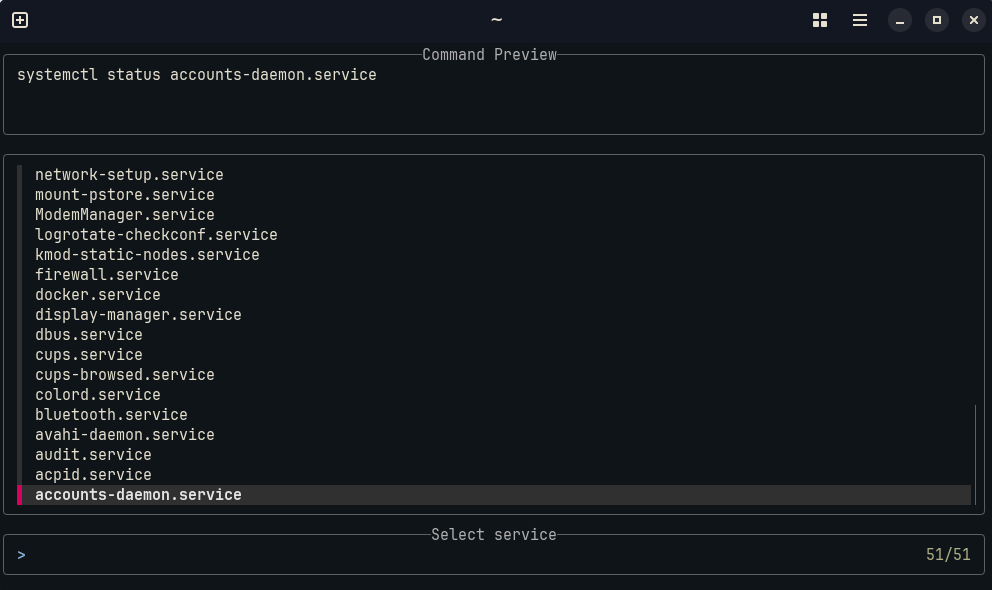 ~
Command Preview
systemctl status accounts-daemon.service
network-setup.service
mount-pstore.service
ModemManager.service
logrotate-checkconf.service
kmod-static-nodes.service
firewall.service
docker.service
display-manager.service
dbus.service
cups.service
cups-browsed.service
colord.service
bluetooth.service
avahi-daemon.service
audit.service
acpid.service
accounts-daemon.service
Select service
> 51/51